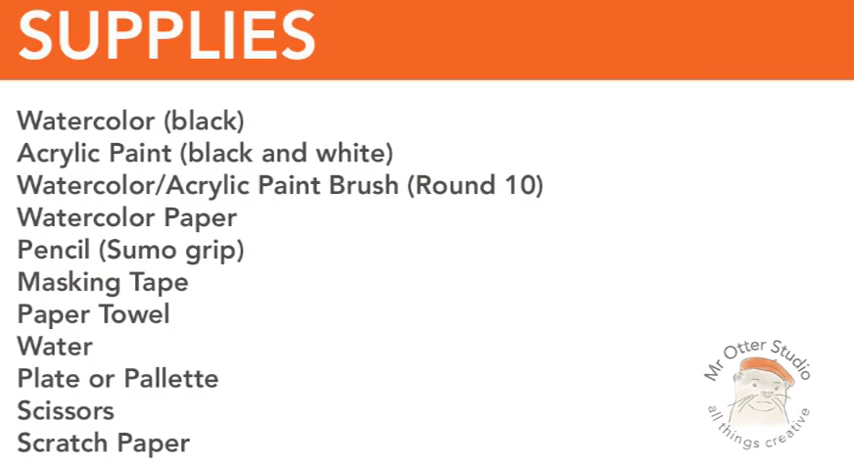 SUPPLIES
Watercolor (black)
Acrylic Paint (black and white)
Watercolor/Acrylic Paint Brush (Round 10)
Watercolor Paper
Pencil (Sumo grip)
Masking Tape
Paper Towel
Water
Plate or Pallette
Scissors
Scratch Paper
Mr Otter Studio
all things creative